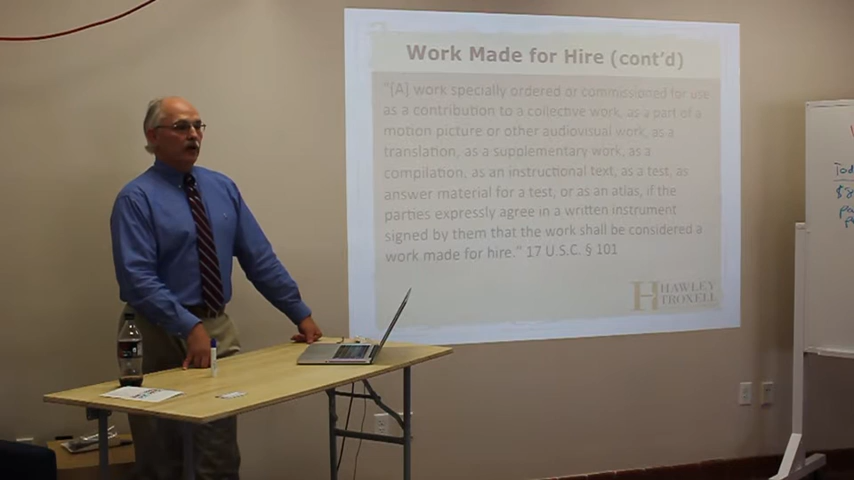 Work Made for Hire (cont’d)
“(A] work specially ordered or commissioned for use
as a contribution to a collective work, as a part of a
motion picture or other audiovisual work, as a
translation, as a supplementary work, as a
compilation, as an instructional text, as a test, as
answer material for a test, or as an atlas, if the
parties expressly agree in a written instrument
signed by them that the work shall be considered a
work made for hire.” 17 U.S.C. § 101
H HAWLEY
TROXELL